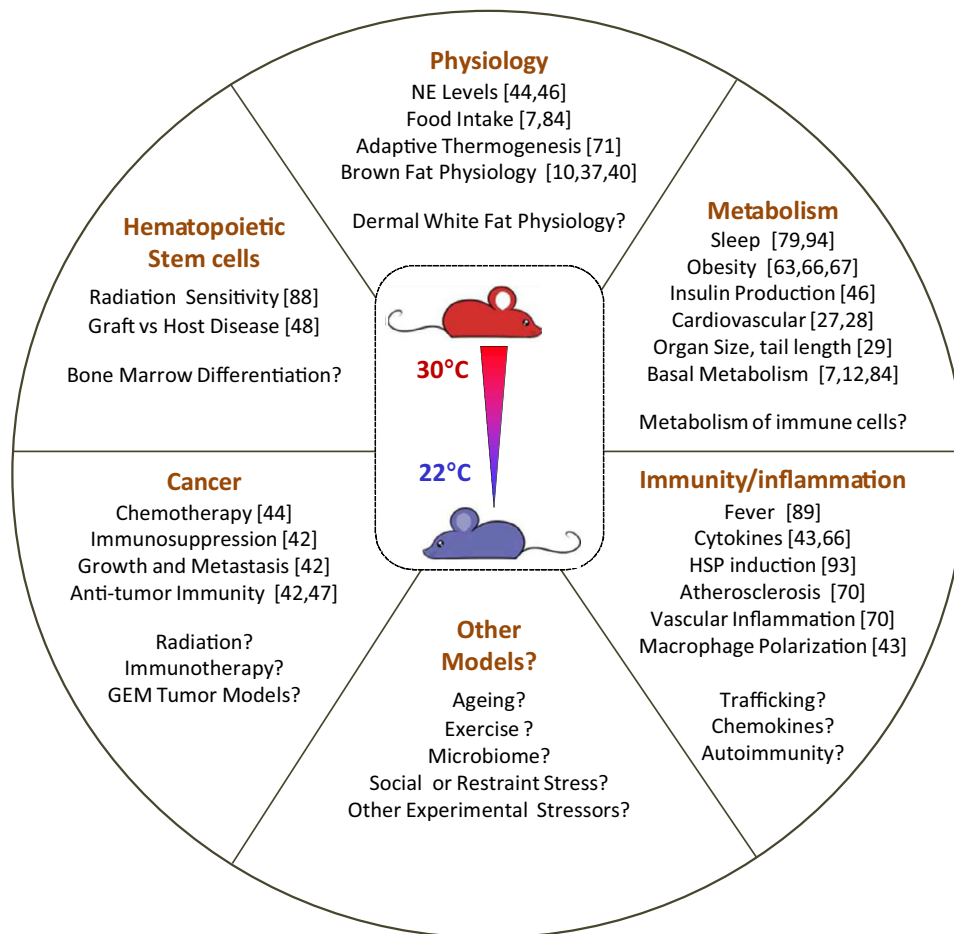 Physiology
NE Levels [44,46]
Food Intake [7,84]
Adaptive Thermogenesis [71]
Brown Fat Physiology [10,37,40]
Dermal White Fat Physiology?
Metabolism
Sleep [79,94]
Obesity [63,66,67]
Insulin Production [46]
Cardiovascular [27,28]
Organ Size, tail length [29]
Basal Metabolism [7,12,84]
Metabolism of immune cells?
Immunity/inflammation
Fever [89]
Cytokines [43,66]
HSP induction [93]
Atherosclerosis [70]
Vascular Inflammation [70]
Macrophage Polarization [43]
Trafficking?
Chemokines?
Autoimmunity?
Other
Models?
Ageing?
Exercise ?
Microbiome?
Social or Restraint Stress?
Other Experimental Stressors?
Cancer
Chemotherapy [44]
Immunosuppression [42]
Growth and Metastasis [42]
Anti-tumor Immunity [42,47]
Radiation?
Immunotherapy?
GEM Tumor Models?
Hematopoietic
Stem cells
Radiation Sensitivity [88]
Graft vs Host Disease [48]
Bone Marrow Differentiation?
30°C
22°C